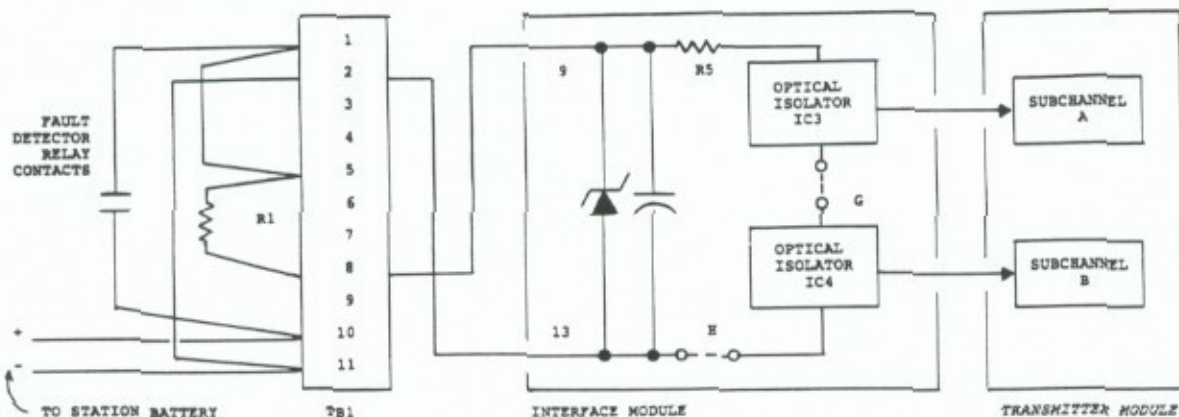 FAULT
DETECTOR
RELAY
CONTACTS
+
-
TO STATION BATTERY
R1
1
2
3
4
5
6
7
8
9
10
11
TB1
9
13
R5
H
G
OPTICAL
ISOLATOR
IC3
OPTICAL
ISOLATOR
IC4
INTERFACE MODULE
SUBCHANNEL
A
SUBCHANNEL
B
TRANSMITTER MODULE